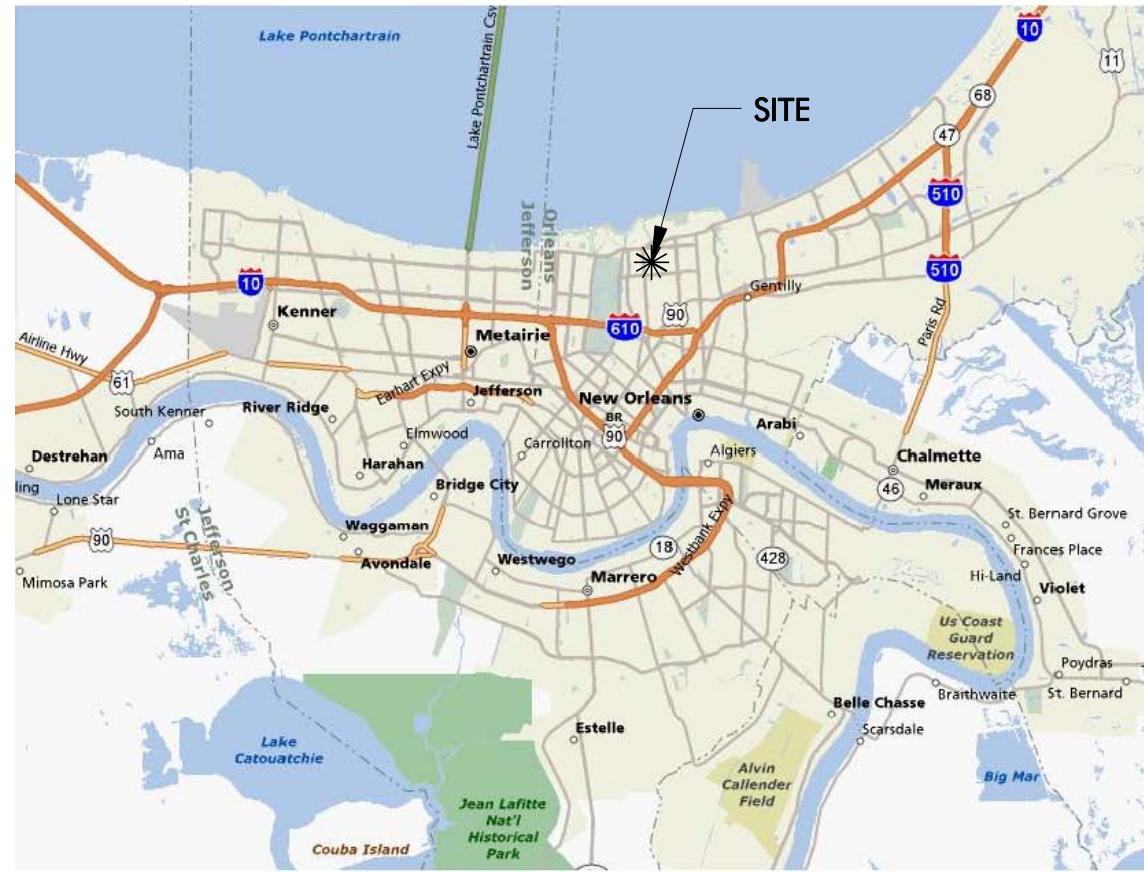 Lake Pontchartrain
Lake Pontchartrain Csw
10
11
SITE
68
47
510
Orleans
Jefferson
510
10
Gentilly
Kenner
90
610
Metairie
Paris Rd
Airline Hwy
61
Earhart Expy
Jefferson
New Orleans
South Kenner
River Ridge
BR
90
Arabi
Elmwood
Carrollton
Algiers
Destrehan
Ama
Harahan
Chalmette
ling
Lone Star
Bridge City
46
Meraux
Jefferson
St Charles
Waggaman
St. Bernard Grove
90
Avondale
Westwego
18
Westbank Expy
428
Frances Place
Mimosa Park
Marrero
Hi-Land
Violet
Us Coast
Guard
Reservation
Poydras
Braithwaite
St. Bernard
Belle Chasse
Estelle
Scarsdale
Lake
Catouatchie
Alvin
Callender
Field
Big Mar
Jean Lafitte
Nat'l
Historical
Park
Couba Island